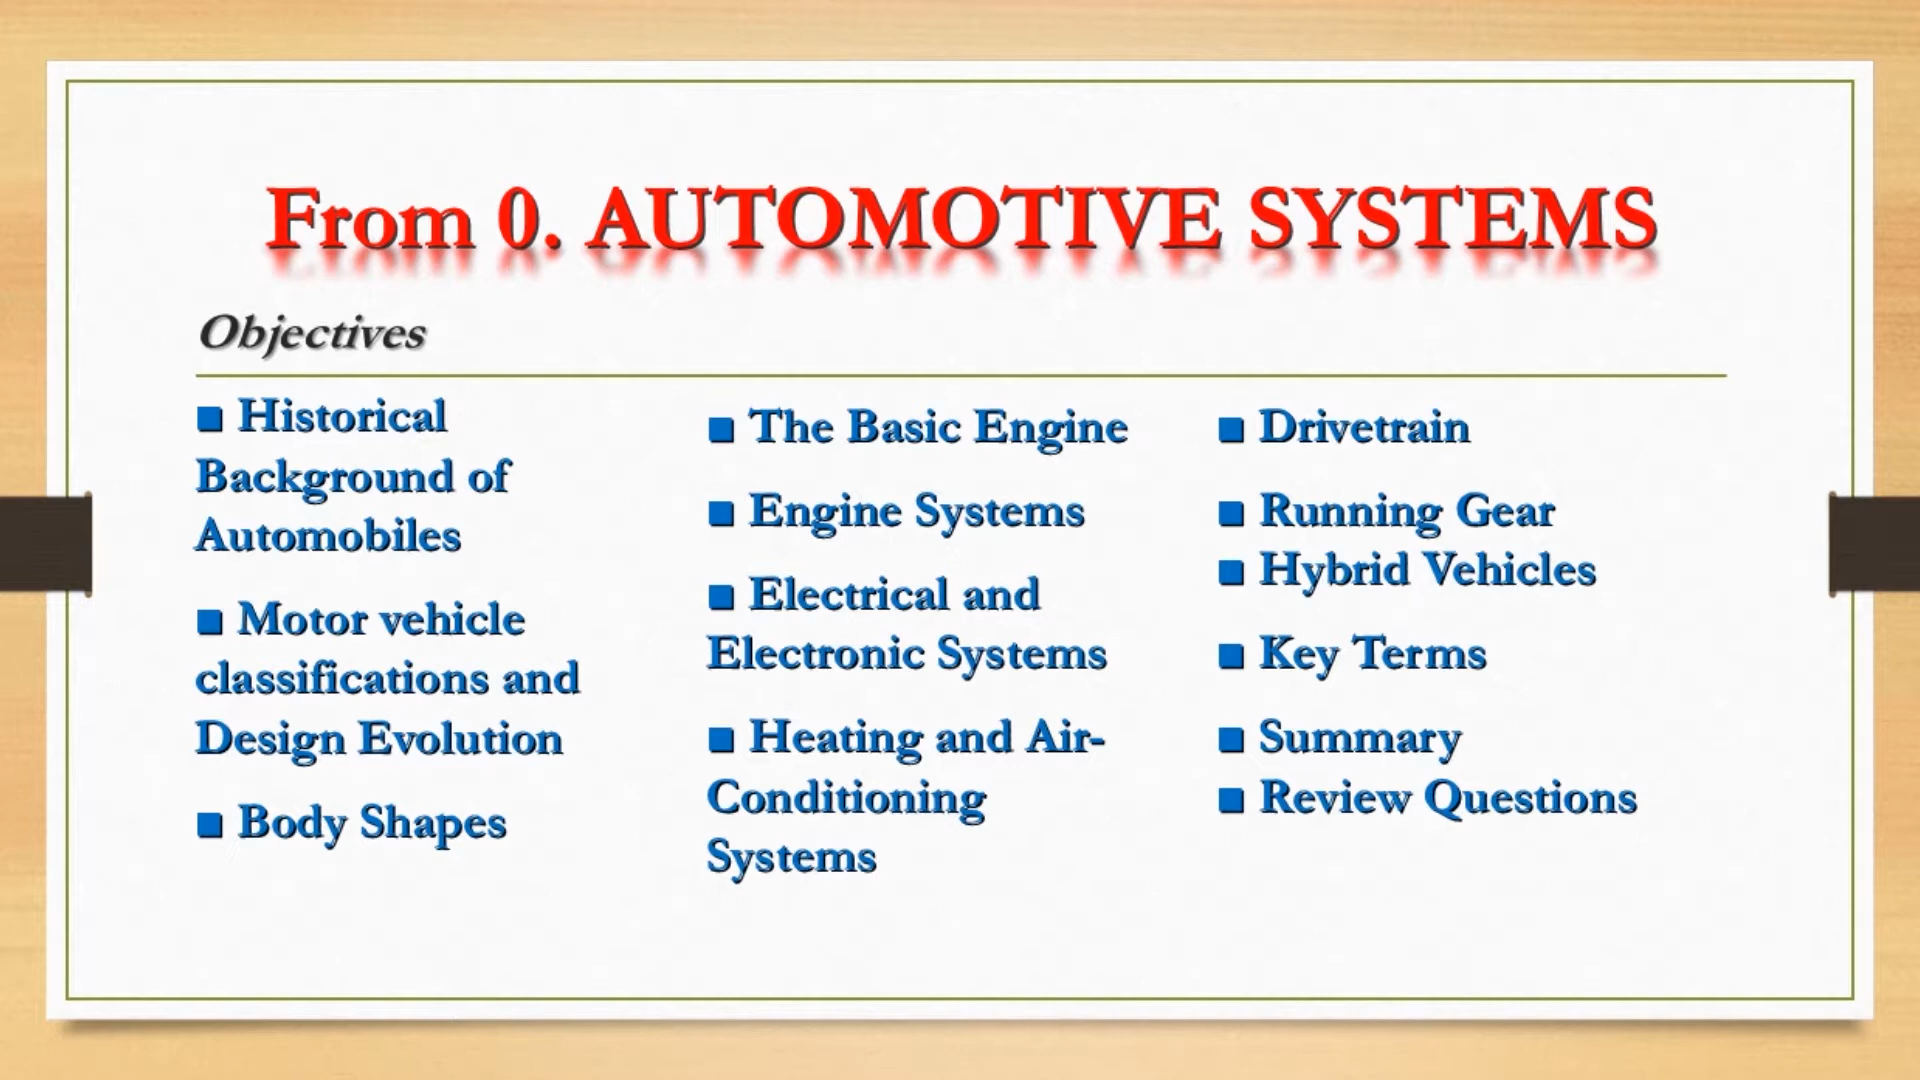 From 0. AUTOMOTIVE SYSTEMS
Objectives
■ Historical
Background of
Automobiles
■ Motor vehicle
classifications and
Design Evolution
■ Body Shapes
■ The Basic Engine
■ Engine Systems
■ Electrical and
Electronic Systems
■ Heating and Air-
Conditioning
Systems
■ Drivetrain
■ Running Gear
■ Hybrid Vehicles
■ Key Terms
■ Summary
■ Review Questions